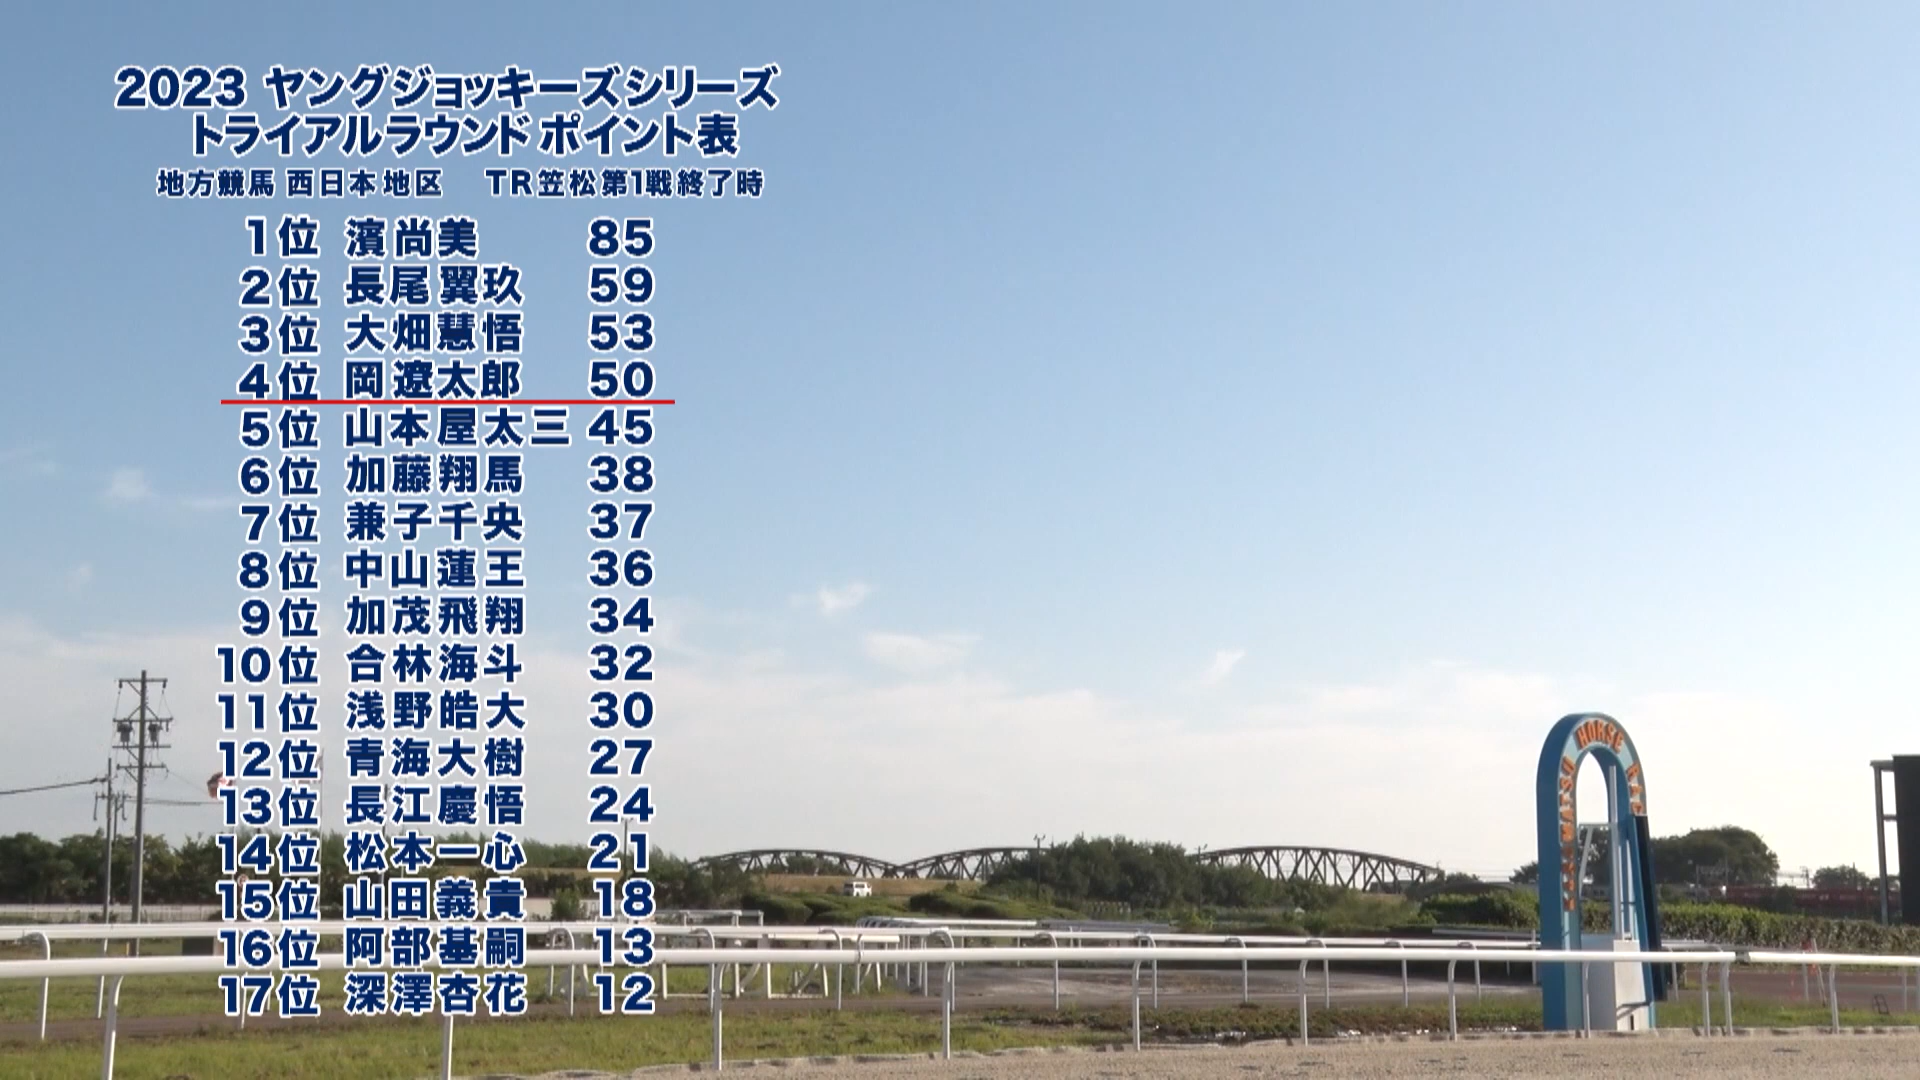 2023 ヤングジョッキーズシリーズ
トライアルラウンド ポイント表
地方競馬 西日本地区 TR笠松第1戦終了時
1位 濱尚美 85
2位 長尾翼玖 59
3位 大畑慧悟 53
4位 岡遼太郎 50
5位 山本屋太三 45
6位 加藤翔馬 38
7位 兼子千央 37
8位 中山蓮王 36
9位 加茂飛翔 34
10位 合林海斗 32
11位 浅野皓大 30
12位 青海大樹 27
13位 長江慶悟 24
14位 松本一心 21
15位 山田義貴 18
16位 阿部基嗣 13
17位 深澤杏花 12
HORSE